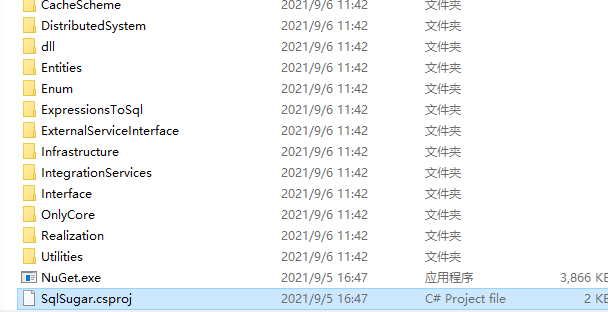 CacheScheme 2021/9/6 11:42 文件夹
DistributedSystem 2021/9/6 11:42 文件夹
dll 2021/9/6 11:42 文件夹
Entities 2021/9/6 11:42 文件夹
Enum 2021/9/6 11:42 文件夹
ExpressionsToSql 2021/9/6 11:42 文件夹
ExternalServiceInterface 2021/9/6 11:42 文件夹
Infrastructure 2021/9/6 11:42 文件夹
IntegrationServices 2021/9/6 11:42 文件夹
Interface 2021/9/6 11:42 文件夹
OnlyCore 2021/9/6 11:42 文件夹
Realization 2021/9/6 11:42 文件夹
Utilities 2021/9/6 11:42 文件夹
NuGet.exe 2021/9/5 16:47 应用程序 3,866 KB
SqlSugar.csproj 2021/9/5 16:47 C# Project file 2 KB